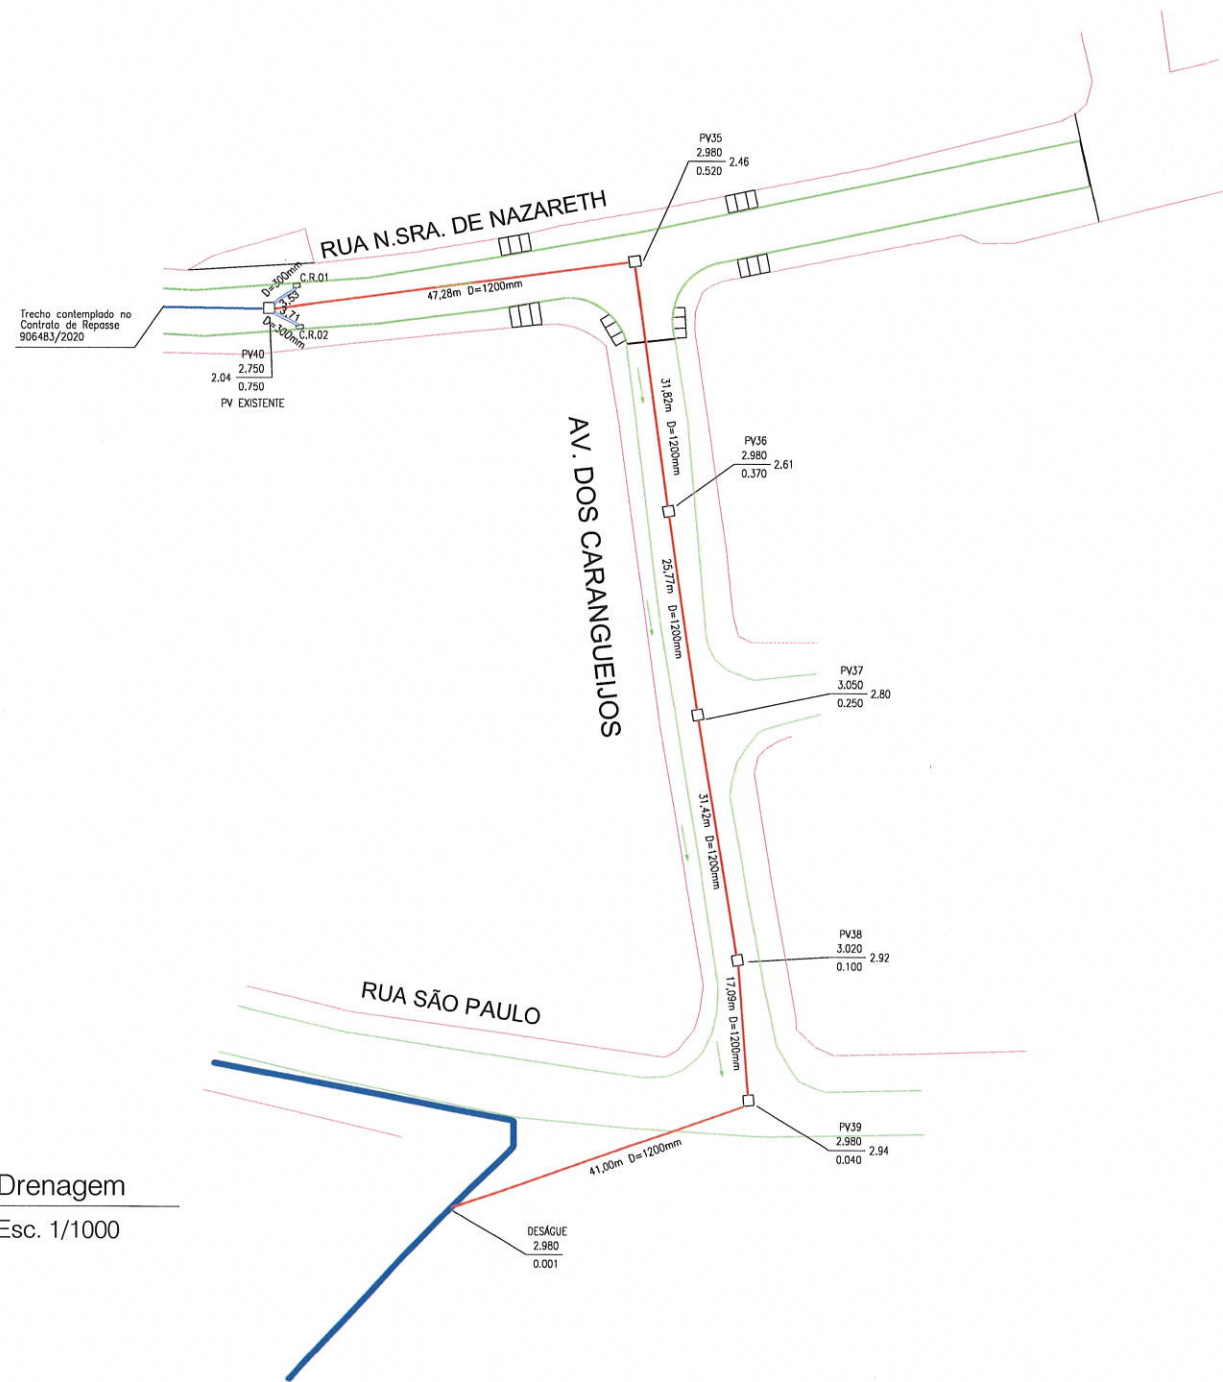 PV35
2.980
0.520
2.46
RUA N.SRA. DE NAZARETH
D=300mm
C.R.01
3,53
47,28m D=1200mm
3,71
D=300mm
C.R.02
Trecho contemplado no
Contrato de Repasse
906483/2020
PV40
2.750
2.04
0.750
PV EXISTENTE
31,82m D=1200mm
AV. DOS CARANGUEIJOS
PV36
2.980
2.61
0.370
25,77m D=1200mm
PV37
3.050
2.80
0.250
31,42m D=1200mm
PV38
3.020
2.92
0.100
17,09m D=1200mm
RUA SÃO PAULO
PV39
2.980
2.94
0.040
41,00m D=1200mm
Drenagem
Esc. 1/1000
DESÁGUE
2.980
0.001